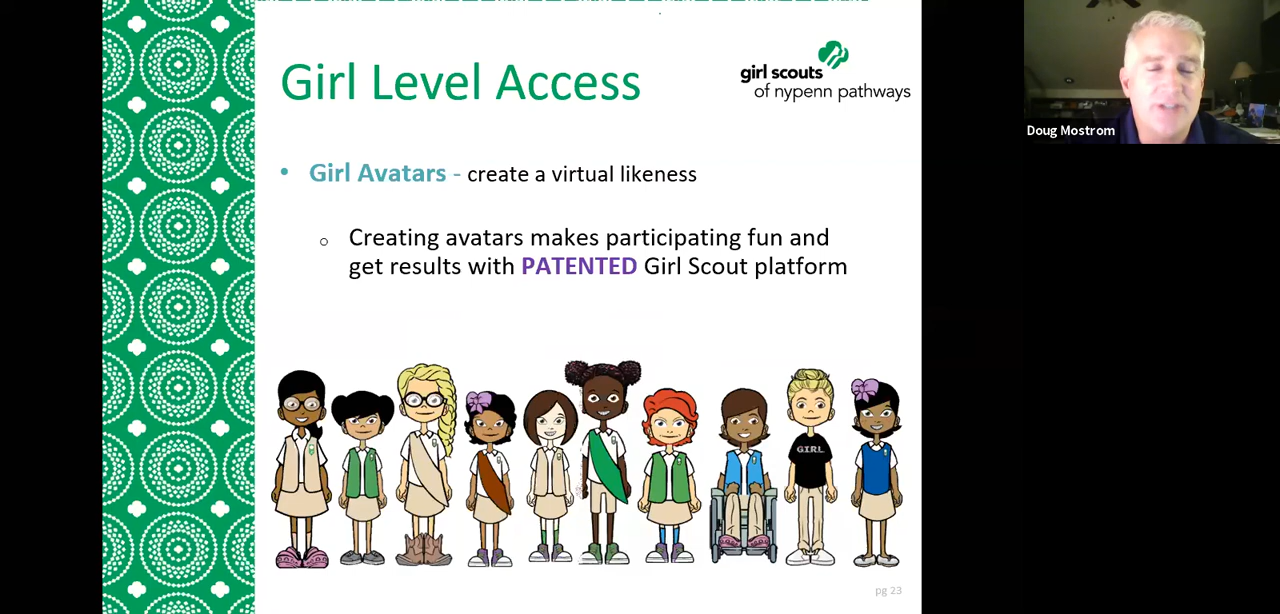 Girl Level Access
girl scouts
of nypenn pathways
Doug Mostrom
• Girl Avatars - create a virtual likeness
o Creating avatars makes participating fun and
get results with PATENTED Girl Scout platform
GIRL
pg 23